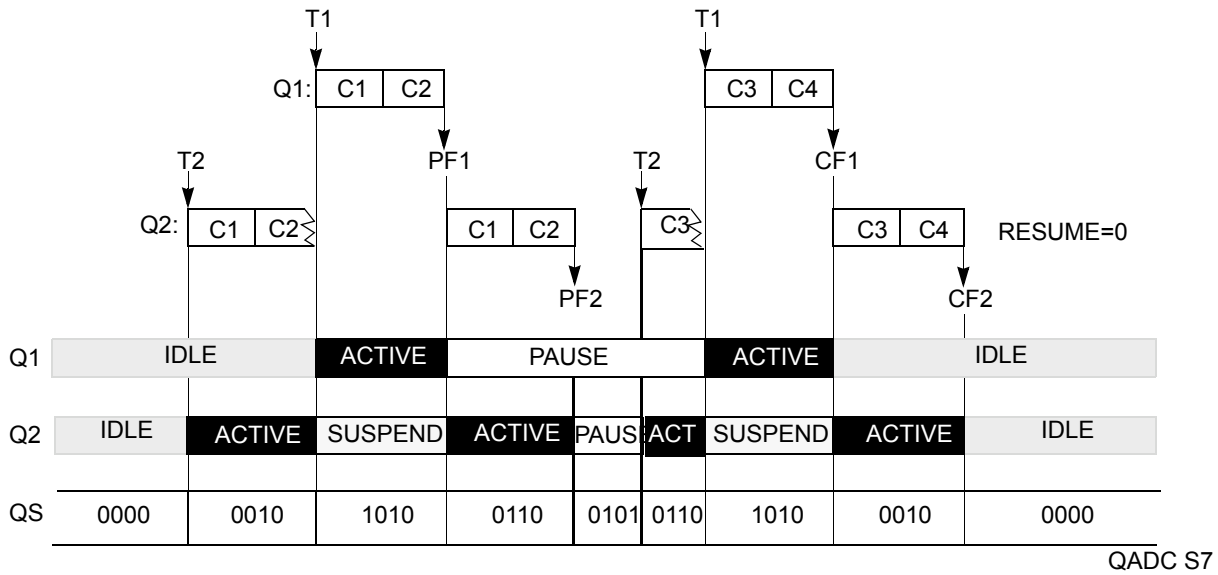 T1 T1
Q1: C1 C2 C3 C4
T2 PF1 T2 CF1
Q2: C1 C2 C1 C2 C3 C3 C4 RESUME=0
PF2 CF2
Q1 IDLE ACTIVE PAUSE ACTIVE IDLE
Q2 IDLE ACTIVE SUSPEND ACTIVE PAUSE ACT SUSPEND ACTIVE IDLE
QS 0000 0010 1010 0110 0101 0110 1010 0010 0000
QADC S7